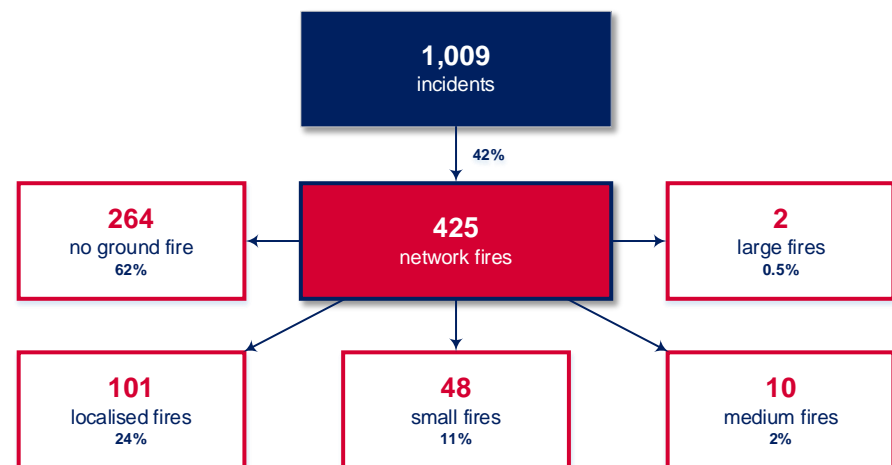 1,009
incidents
42%
264
no ground fire
62%
425
network fires
2
large fires
0.5%
101
localised fires
24%
48
small fires
11%
10
medium fires
2%